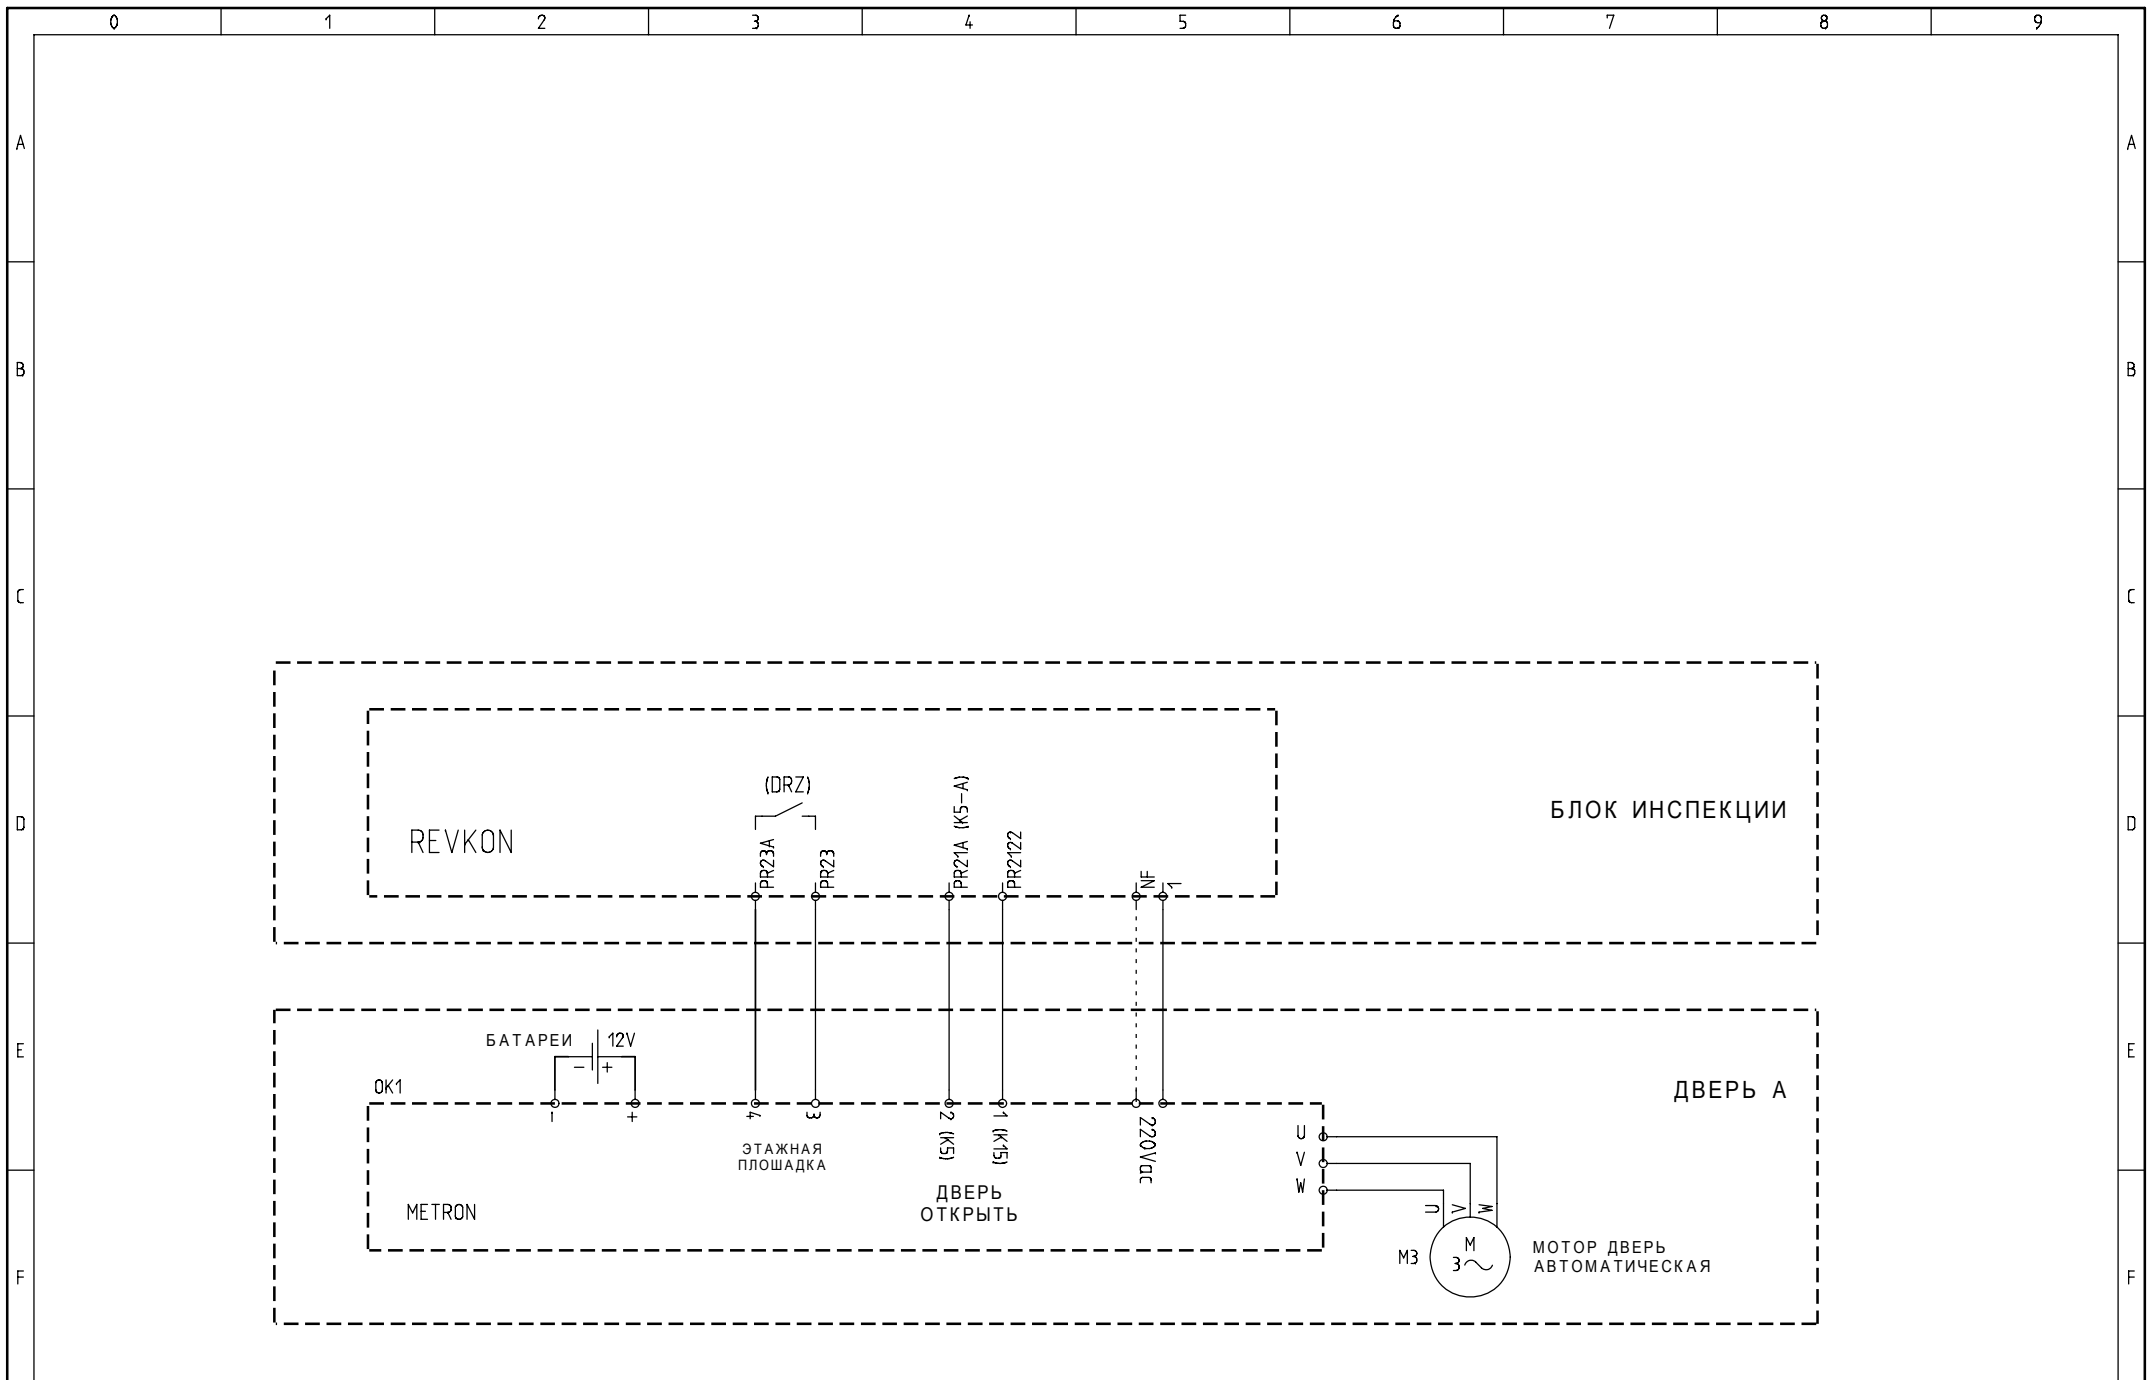 0 1 2 3 4 5 6 7 8 9
A A
B B
C C
(DRZ)
PR23A PR23 PR21A (K5-A) PR2122 NF 1
БЛОК ИНСПЕКЦИИ
D D
REVKON
БАТАРЕИ 12V
- +
E E
OK1
ДВЕРЬ А
- + 4 3 2 (K5) 1 (K15) 220Vac
U
V
W
ЭТАЖНАЯ
ПЛОШАДКА
ДВЕРЬ
ОТКРЫТЬ
METRON
U V W
M
3
M3
МОТОР ДВЕРЬ
АВТОМАТИЧЕСКАЯ
F F